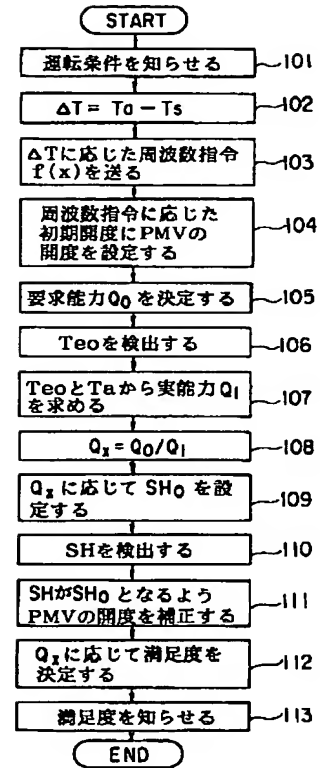 START
運転条件を知らせる
101
ΔT = Ta − Ts
102
ΔTに応じた周波数指令
f(x)を送る
103
周波数指令に応じた
初期開度にPMVの
開度を設定する
104
要求能力Q0を決定する
105
Teoを検出する
106
TeoとTaから実能力Q1
を求める
107
Qx = Q0/Q1
108
Qxに応じてSH0を設
定する
109
SHを検出する
110
SHがSH0となるよう
PMVの開度を補正する
111
Qxに応じて満足度を
決定する
112
満足度を知らせる
113
END